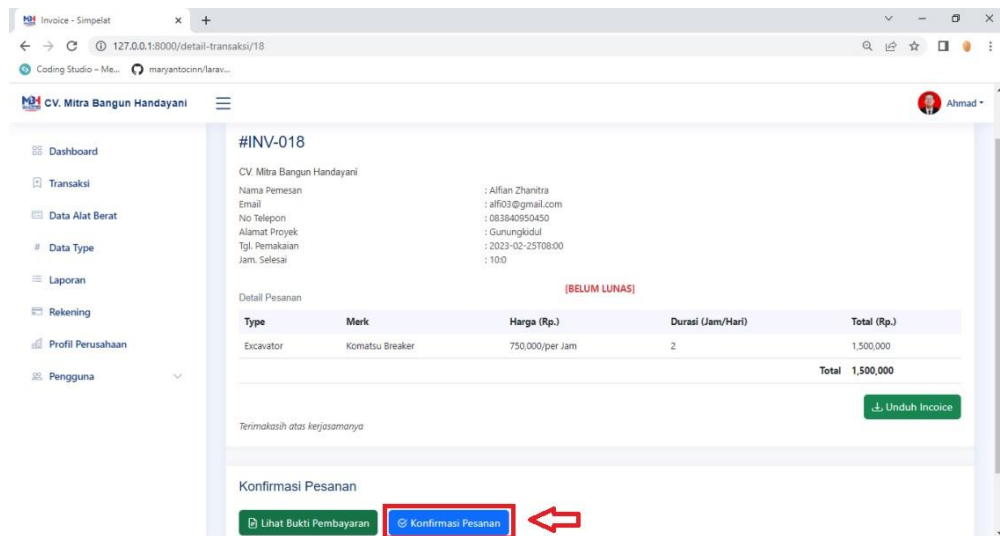 Invoice - Simpelat
127.0.0.1:8000/detail-transaksi/18
Coding Studio – Me... maryantocinn/larav...
MBH CV. Mitra Bangun Handayani Ahmad
Dashboard
Transaksi
Data Alat Berat
# Data Type
Laporan
Rekening
Profil Perusahaan
Pengguna
#INV-018
CV. Mitra Bangun Handayani
Nama Pemesan : Alfian Zhanitra
Email : alfi03@gmail.com
No Telepon : 083840950450
Alamat Proyek : Gunungkidul
Tgl. Pemakaian : 2023-02-25T08:00
Jam. Selesai : 10:0
[BELUM LUNAS]
Detail Pesanan
Type Merk Harga (Rp.) Durasi (Jam/Hari) Total (Rp.)
Excavator Komatsu Breaker 750,000/per Jam 2 1,500,000
Total 1,500,000
Unduh Incoice
Terimakasih atas kerjasamanya
Konfirmasi Pesanan
Lihat Bukti Pembayaran Konfirmasi Pesanan